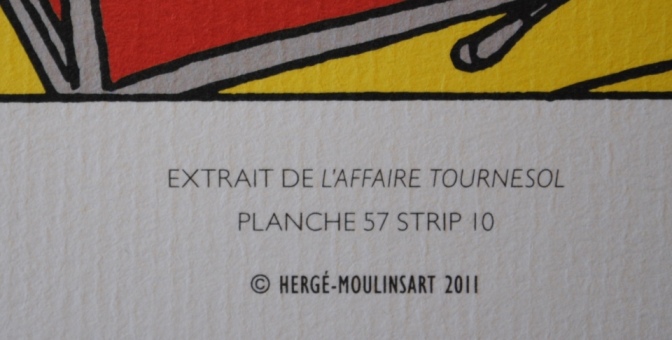 EXTRAIT DE L'AFFAIRE TOURNESOL
PLANCHE 57 STRIP 10
© HERGÉ-MOULINSART 2011